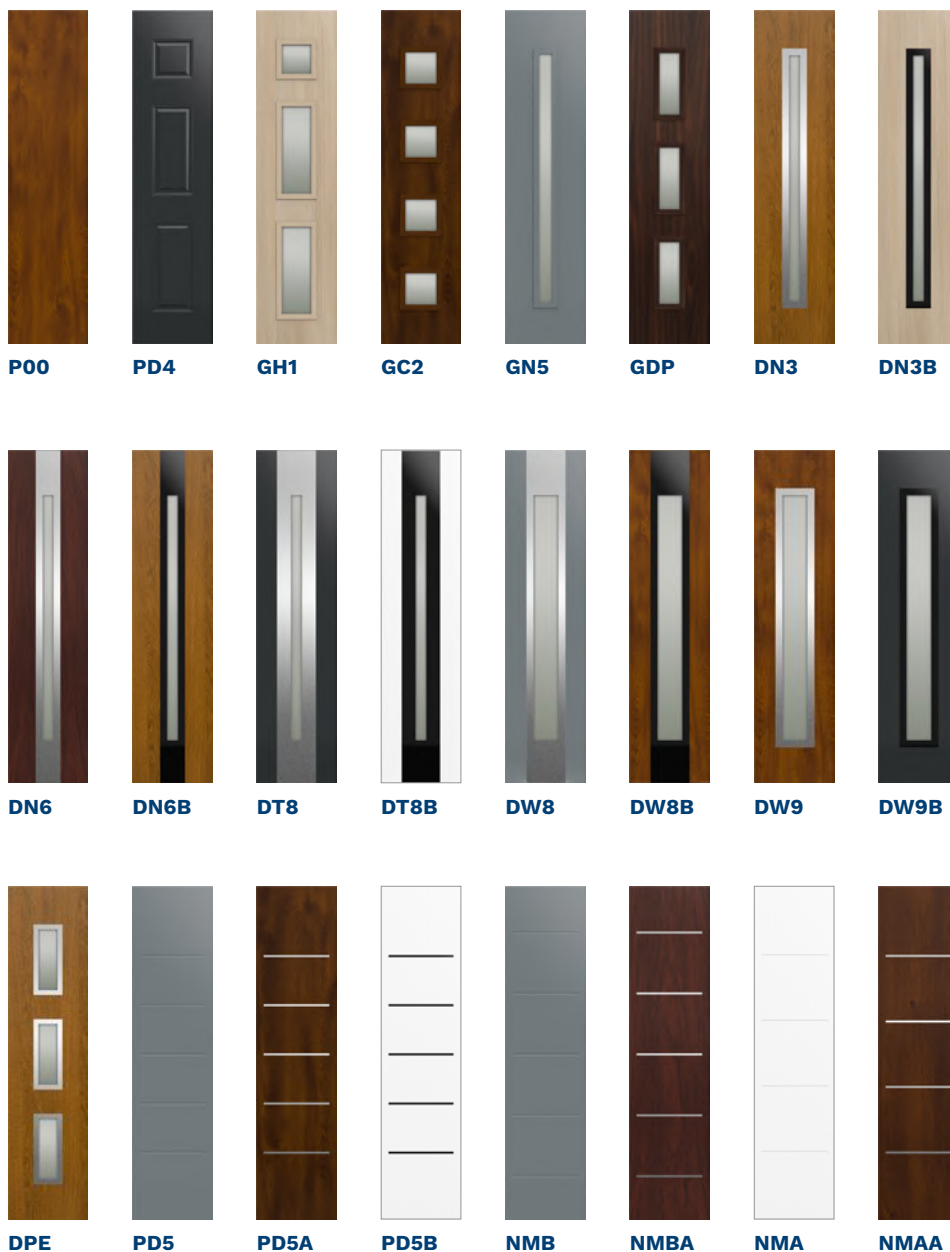 P00 PD4 GH1 GC2 GN5 GDP DN3 DN3B
DN6 DN6B DT8 DT8B DW8 DW8B DW9 DW9B
DPE PD5 PD5A PD5B NMB NMBA NMA NMAA